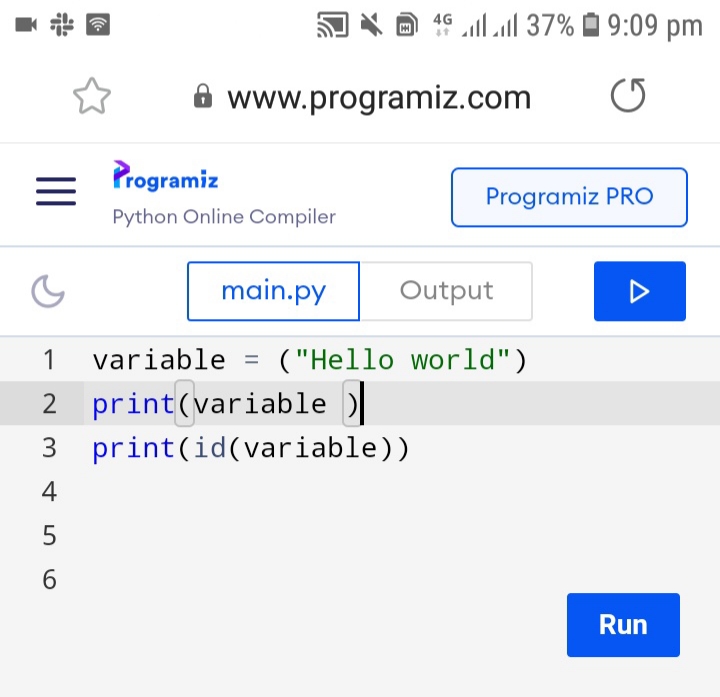 4G 37% 9:09 pm
www.programiz.com
Programiz
Python Online Compiler
Programiz PRO
main.py Output
1 variable = ("Hello world")
2 print(variable )
3 print(id(variable))
4
5
6
Run